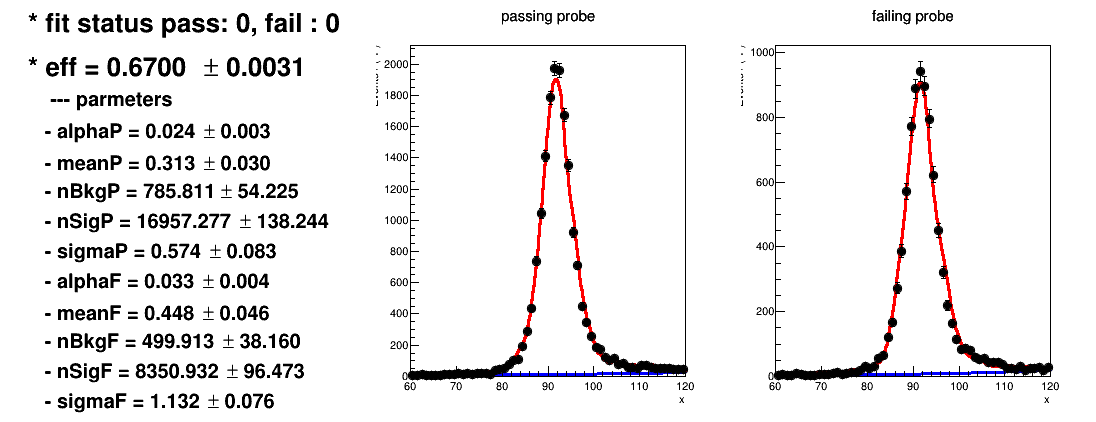 * fit status pass: 0, fail : 0
* eff = 0.6700 ± 0.0031
--- parmeters
- alphaP = 0.024 ± 0.003
- meanP = 0.313 ± 0.030
- nBkgP = 785.811 ± 54.225
- nSigP = 16957.277 ± 138.244
- sigmaP = 0.574 ± 0.083
- alphaF = 0.033 ± 0.004
- meanF = 0.448 ± 0.046
- nBkgF = 499.913 ± 38.160
- nSigF = 8350.932 ± 96.473
- sigmaF = 1.132 ± 0.076
passing probe
2000
1800
1600
1400
1200
1000
800
600
400
200
0
60 70 80 90 100 110 120
x
failing probe
1000
800
600
400
200
0
60 70 80 90 100 110 120
x